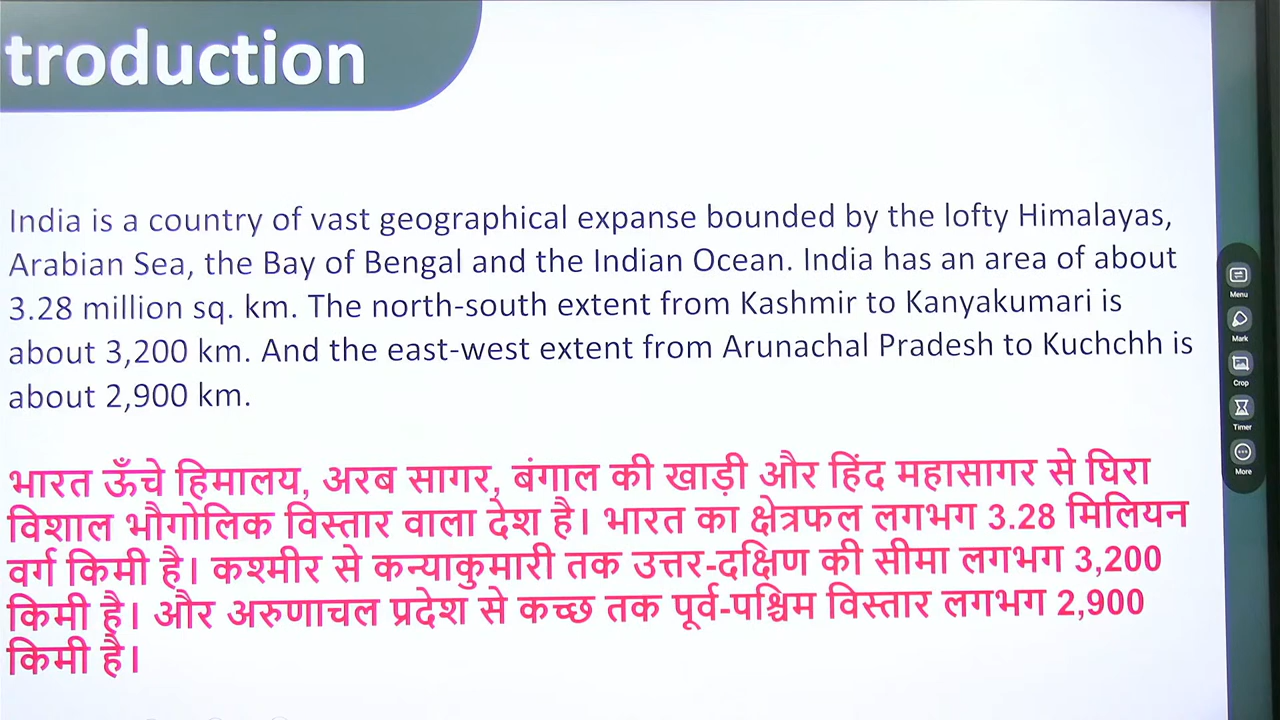 troduction
India is a country of vast geographical expanse bounded by the lofty Himalayas,
Arabian Sea, the Bay of Bengal and the Indian Ocean. India has an area of about
3.28 million sq. km. The north-south extent from Kashmir to Kanyakumari is
about 3,200 km. And the east-west extent from Arunachal Pradesh to Kuchchh is
about 2,900 km.
भारत ऊँचे हिमालय, अरब सागर, बंगाल की खाड़ी और हिंद महासागर से घिरा
विशाल भौगोलिक विस्तार वाला देश है। भारत का क्षेत्रफल लगभग 3.28 मिलियन
वर्ग किमी है। कश्मीर से कन्याकुमारी तक उत्तर-दक्षिण की सीमा लगभग 3,200
किमी है। और अरुणाचल प्रदेश से कच्छ तक पूर्व-पश्चिम विस्तार लगभग 2,900
किमी है।
Menu
Mark
Crop
Timer
More